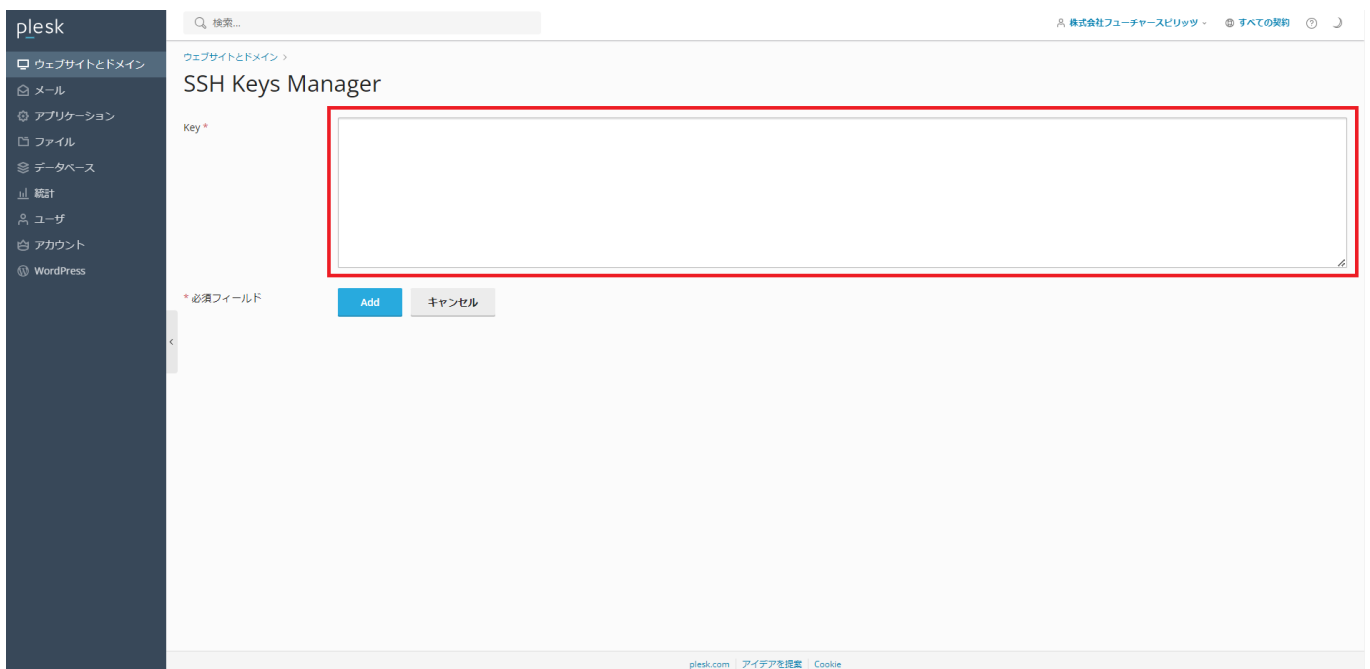 plesk
検索...
株式会社フューチャースピリッツ
すべての契約
ウェブサイトとドメイン
メール
アプリケーション
ファイル
データベース
統計
ユーザ
アカウント
WordPress
ウェブサイトとドメイン >
SSH Keys Manager
Key *
* 必須フィールド
Add
キャンセル
plesk.com
アイデアを提案
Cookie